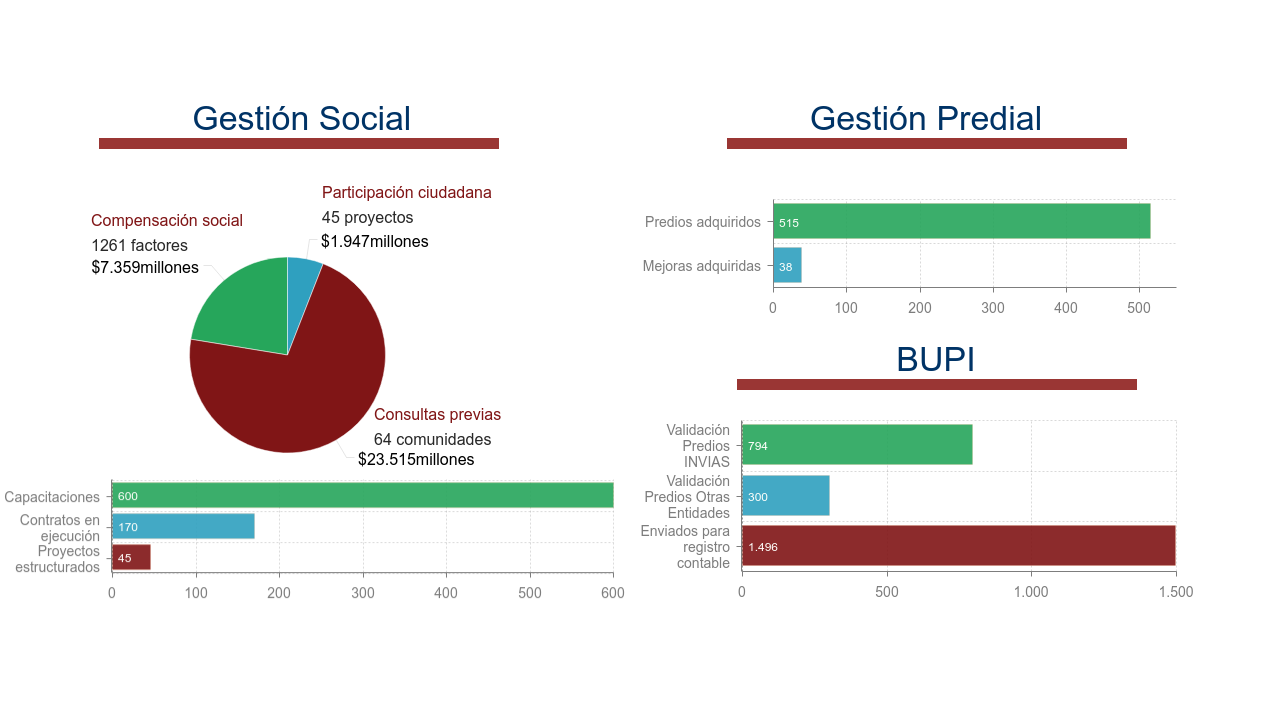 Gestión Social
Participación ciudadana
45 proyectos
$1.947millones
Compensación social
1261 factores
$7.359millones
Consultas previas
64 comunidades
$23.515millones
Capacitaciones
600
Contratos en
ejecución
170
Proyectos
estructurados
45
0 100 200 300 400 500 600
Gestión Predial
Predios adquiridos
515
Mejoras adquiridas
38
0 100 200 300 400 500
BUPI
Validación
Predios
INVIAS
794
Validación
Predios Otras
Entidades
300
Enviados para
registro
contable
1.496
0 500 1.000 1.500